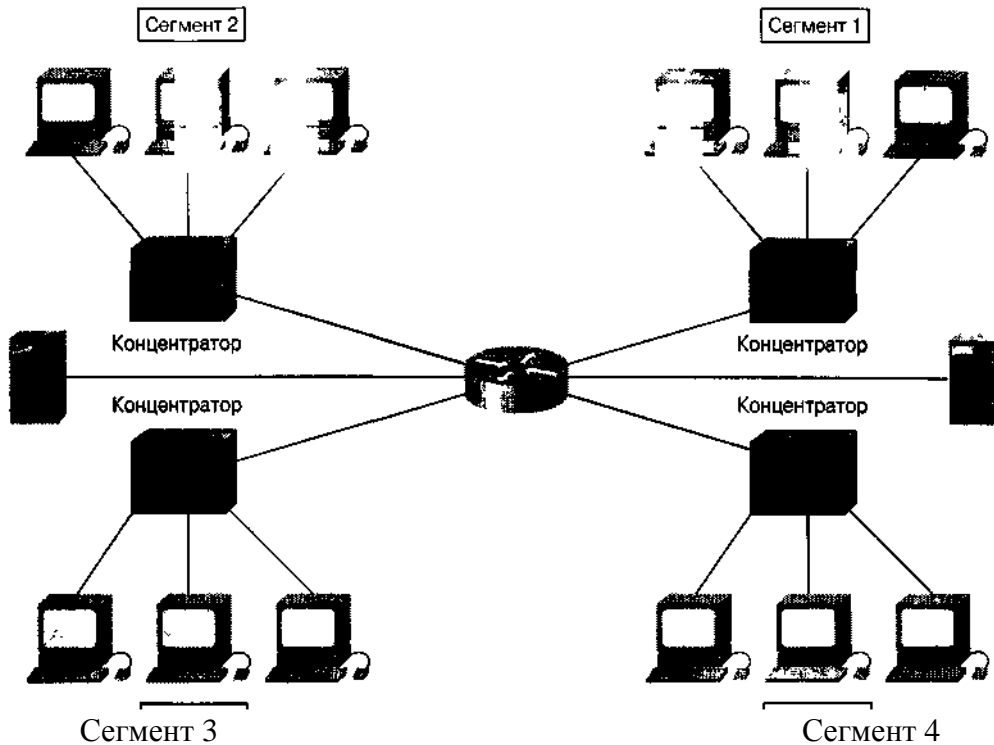 Сегмент 2
Сегмент 1
Концентратор
Концентратор
Концентратор
Концентратор
Сегмент 3
Сегмент 4